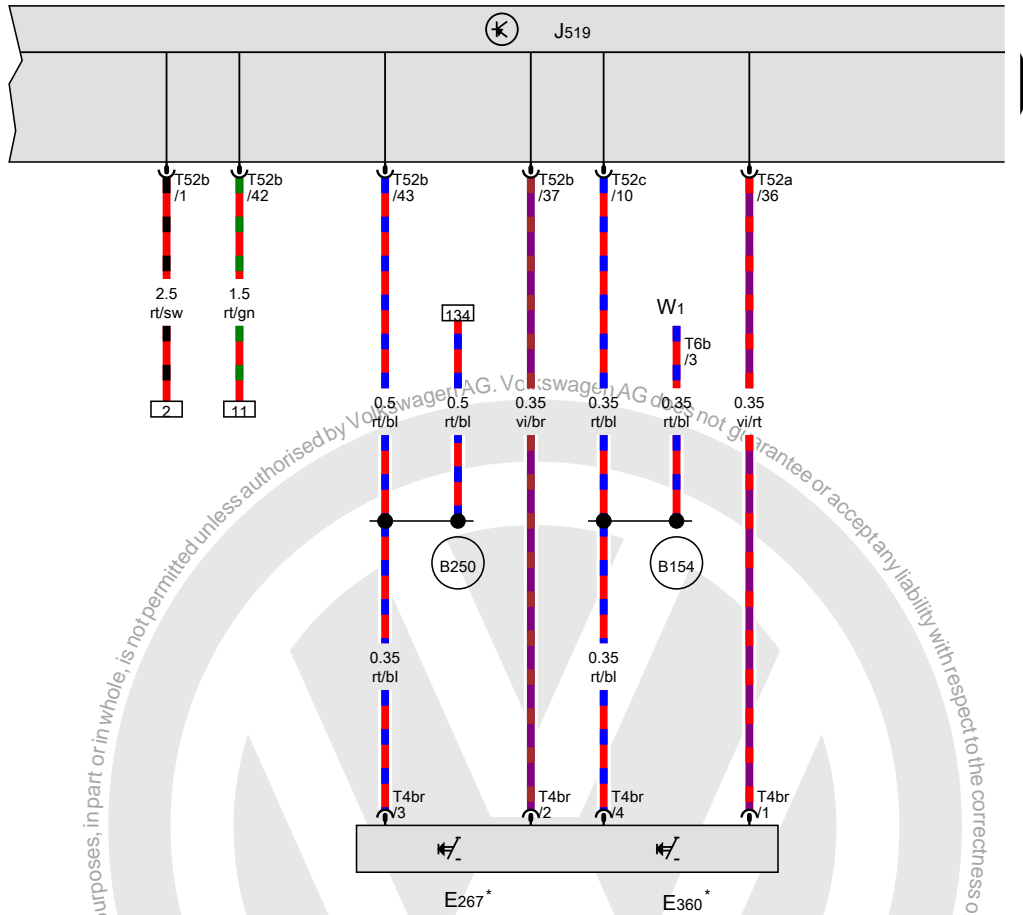 J519
T52b
/1
T52b
/42
T52b
/43
T52b
/37
T52c
/10
T52a
/36
2.5
rt/sw
1.5
rt/gn
134
W1
T6b
/3
2
11
0.5
rt/bl
0.5
rt/bl
0.35
vi/br
0.35
rt/bl
0.35
rt/bl
0.35
vi/rt
B250
B154
0.35
rt/bl
0.35
rt/bl
T4br
/3
T4br
/2
T4br
/4
T4br
/1
E267*
E360*
urposes, in part or in whole, is not permitted unless authorised by Volkswagen AG. Volkswagen AG does not guarantee or accept any liability with respect to the correctness o